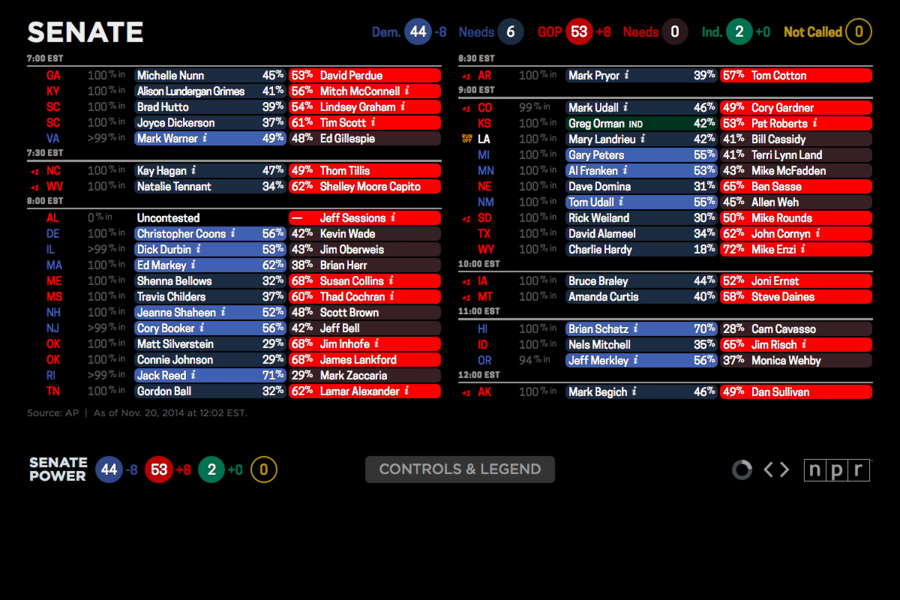 SENATE
Dem. 44 -8 Needs 6 GOP 53 +8 Needs 0 Ind. 2 +0 Not Called 0
7:00 EST
GA 100% in Michelle Nunn 45% 53% David Perdue
KY 100% in Alison Lundergan Grimes 41% 56% Mitch McConnell i
SC 100% in Brad Hutto 39% 54% Lindsey Graham i
SC 100% in Joyce Dickerson 37% 61% Tim Scott i
VA >99% in Mark Warner i 49% 48% Ed Gillespie
7:30 EST
+1 NC 100% in Kay Hagan i 47% 49% Thom Tillis
+1 WV 100% in Natalie Tennant 34% 62% Shelley Moore Capito
8:00 EST
AL 0% in Uncontested — Jeff Sessions i
DE 100% in Christopher Coons i 56% 42% Kevin Wade
IL >99% in Dick Durbin i 53% 43% Jim Oberweis
MA 100% in Ed Markey i 62% 38% Brian Herr
ME 100% in Shenna Bellows 32% 68% Susan Collins i
MS 100% in Travis Childers 37% 60% Thad Cochran i
NH 100% in Jeanne Shaheen i 52% 48% Scott Brown
NJ >99% in Cory Booker i 56% 42% Jeff Bell
OK 100% in Matt Silverstein 29% 68% Jim Inhofe i
OK 100% in Connie Johnson 29% 68% James Lankford
RI >99% in Jack Reed i 71% 29% Mark Zaccaria
TN 100% in Gordon Ball 32% 62% Lamar Alexander i
8:30 EST
+1 AR 100% in Mark Pryor i 39% 57% Tom Cotton
9:00 EST
+1 CO 99% in Mark Udall i 46% 49% Cory Gardner
KS 100% in Greg Orman IND 42% 53% Pat Roberts i
RUN OFF LA 100% in Mary Landrieu i 42% 41% Bill Cassidy
MI 100% in Gary Peters 55% 41% Terri Lynn Land
MN 100% in Al Franken i 53% 43% Mike McFadden
NE 100% in Dave Domina 31% 65% Ben Sasse
NM 100% in Tom Udall i 55% 45% Allen Weh
+1 SD 100% in Rick Weiland 30% 50% Mike Rounds
TX 100% in David Alameel 34% 62% John Cornyn i
WY 100% in Charlie Hardy 18% 72% Mike Enzi i
10:00 EST
+1 IA 100% in Bruce Braley 44% 52% Joni Ernst
+1 MT 100% in Amanda Curtis 40% 58% Steve Daines
11:00 EST
HI 100% in Brian Schatz i 70% 28% Cam Cavasso
ID 100% in Nels Mitchell 35% 65% Jim Risch i
OR 94% in Jeff Merkley i 56% 37% Monica Wehby
12:00 EST
+1 AK 100% in Mark Begich i 46% 49% Dan Sullivan
Source: AP | As of Nov. 20, 2014 at 12:02 EST.
SENATE
POWER
44 -8 53 +8 2 +0 0
CONTROLS & LEGEND
npr